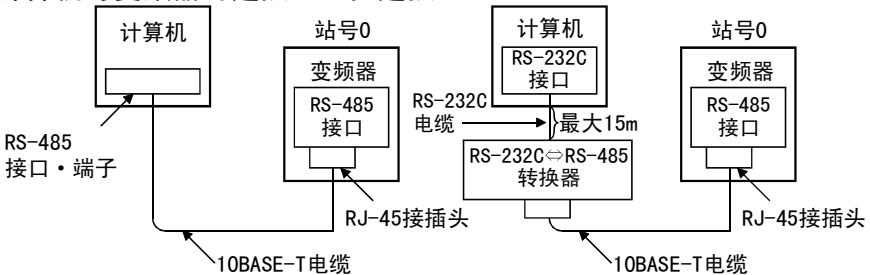 计算机
站号0
变频器
RS-485
接口
RS-485
接口・端子
RJ-45接插头
10BASE-T电缆
计算机
RS-232C
接口
站号0
变频器
RS-485
接口
RS-232C
电缆
最大15m
RS-232C⇔RS-485
转换器
RJ-45接插头
10BASE-T电缆